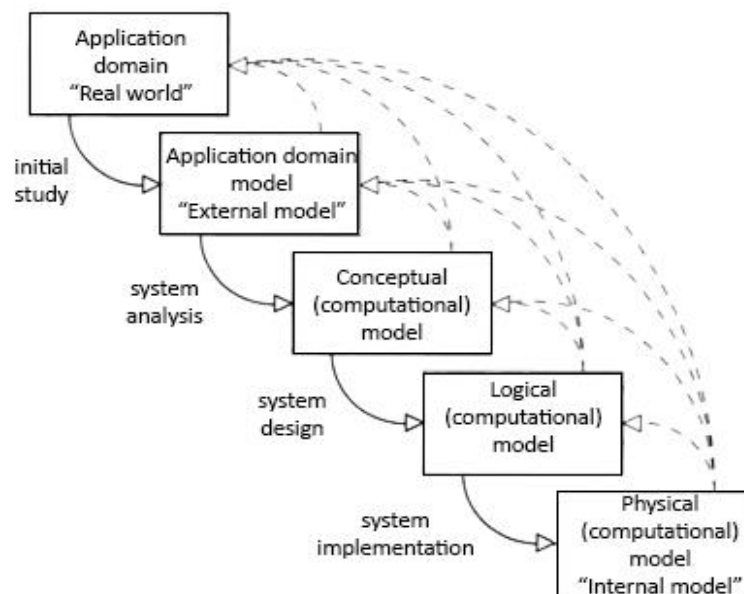 Application
domain
“Real world”
initial
study
Application domain
model
“External model”
system
analysis
Conceptual
(computational)
model
system
design
Logical
(computational)
model
system
implementation
Physical
(computational)
model
“Internal model”